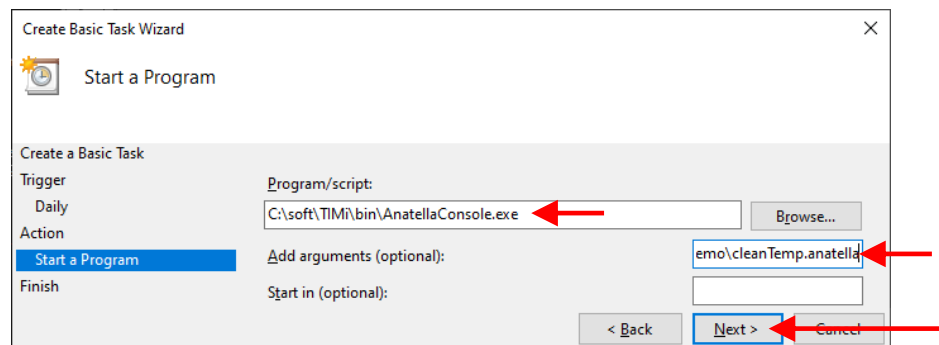 Create Basic Task Wizard
Start a Program
Create a Basic Task
Trigger
Daily
Action
Start a Program
Finish
Program/script:
C:\soft\TIMi\bin\AnatellaConsole.exe
Browse...
Add arguments (optional):
emo\cleanTemp.anatella
Start in (optional):
< Back
Next >
Cancel